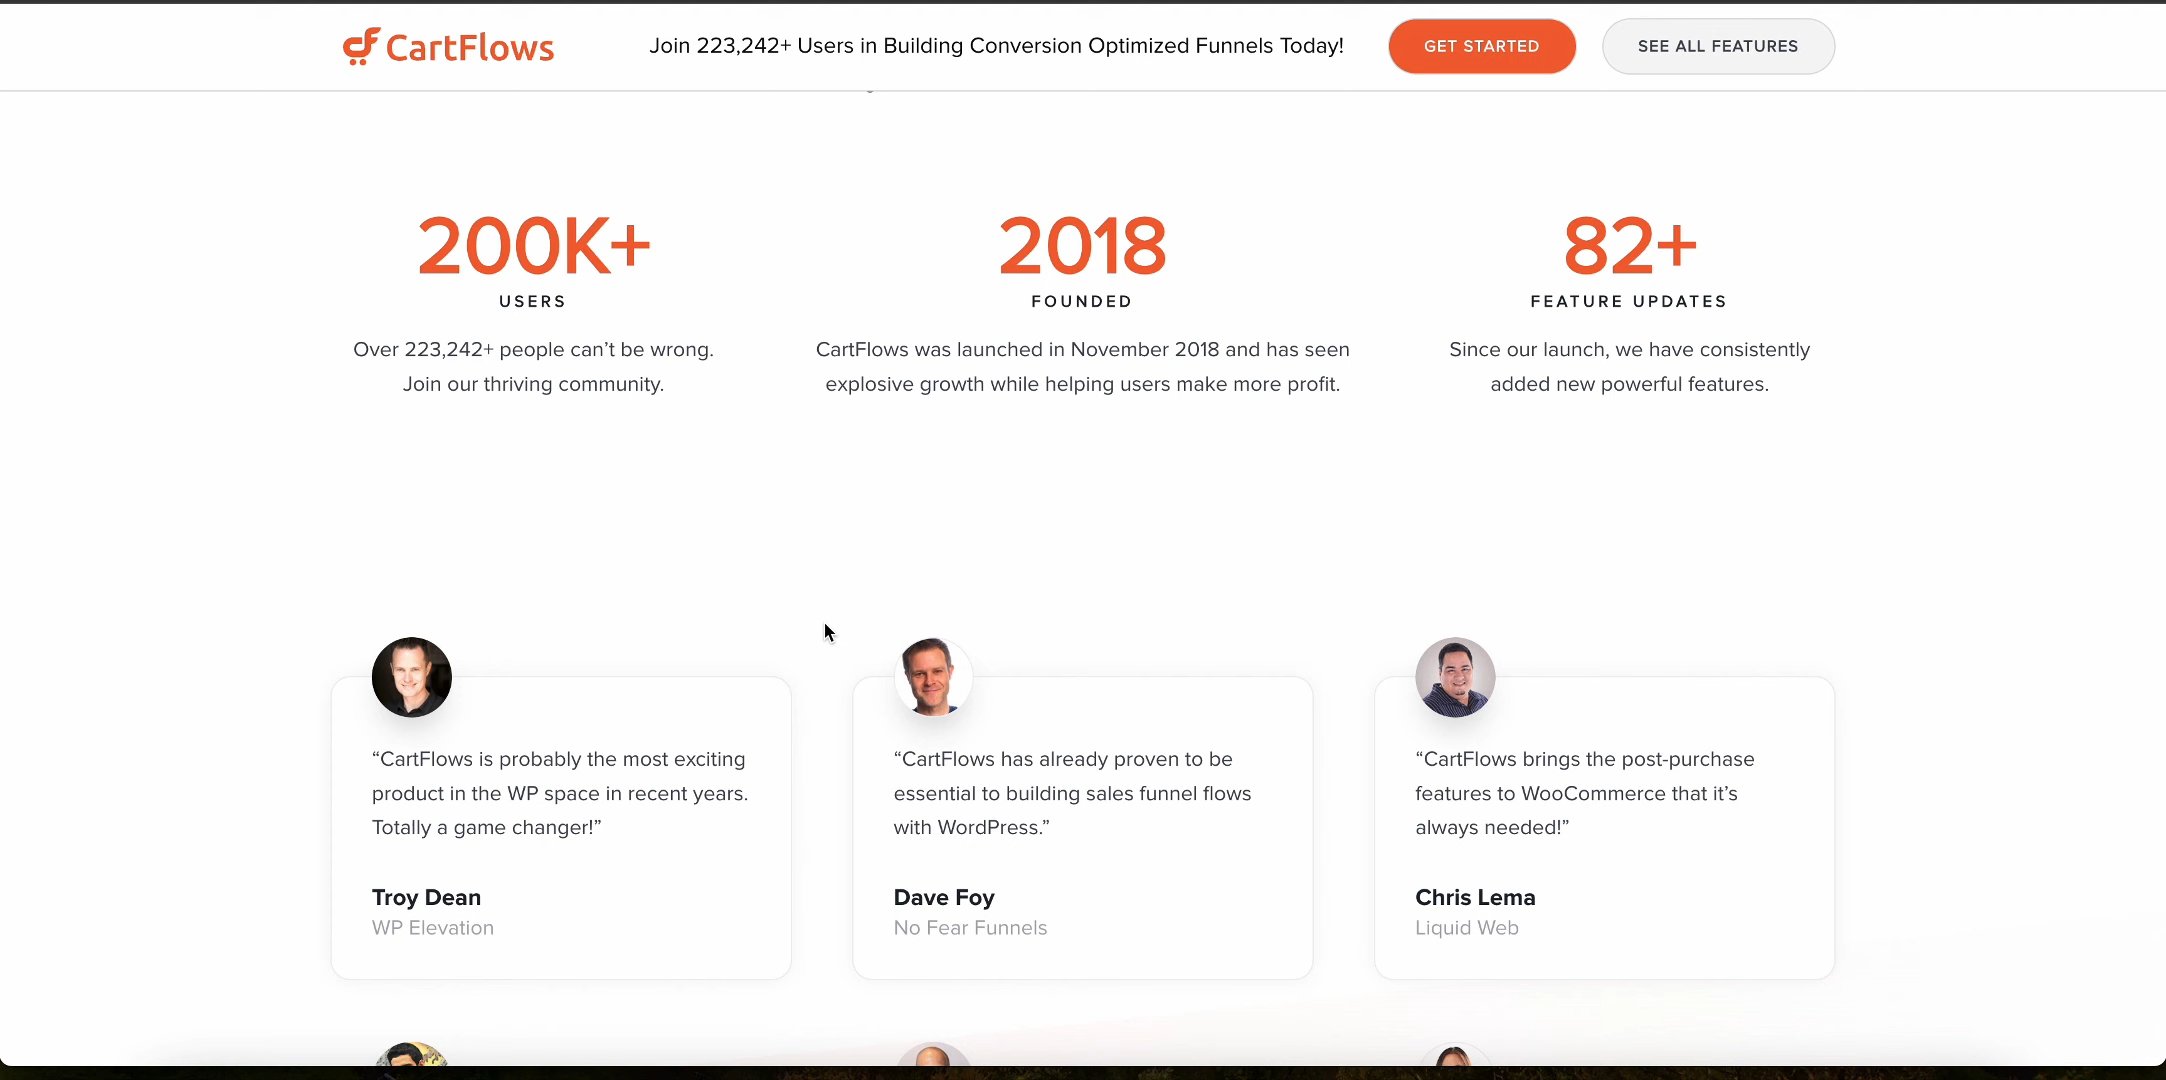 CartFlows
Join 223,242+ Users in Building Conversion Optimized Funnels Today!
GET STARTED
SEE ALL FEATURES
200K+
USERS
Over 223,242+ people can’t be wrong.
Join our thriving community.
2018
FOUNDED
CartFlows was launched in November 2018 and has seen
explosive growth while helping users make more profit.
82+
FEATURE UPDATES
Since our launch, we have consistently
added new powerful features.
“CartFlows is probably the most exciting
product in the WP space in recent years.
Totally a game changer!”
Troy Dean
WP Elevation
“CartFlows has already proven to be
essential to building sales funnel flows
with WordPress.”
Dave Foy
No Fear Funnels
“CartFlows brings the post-purchase
features to WooCommerce that it’s
always needed!”
Chris Lema
Liquid Web